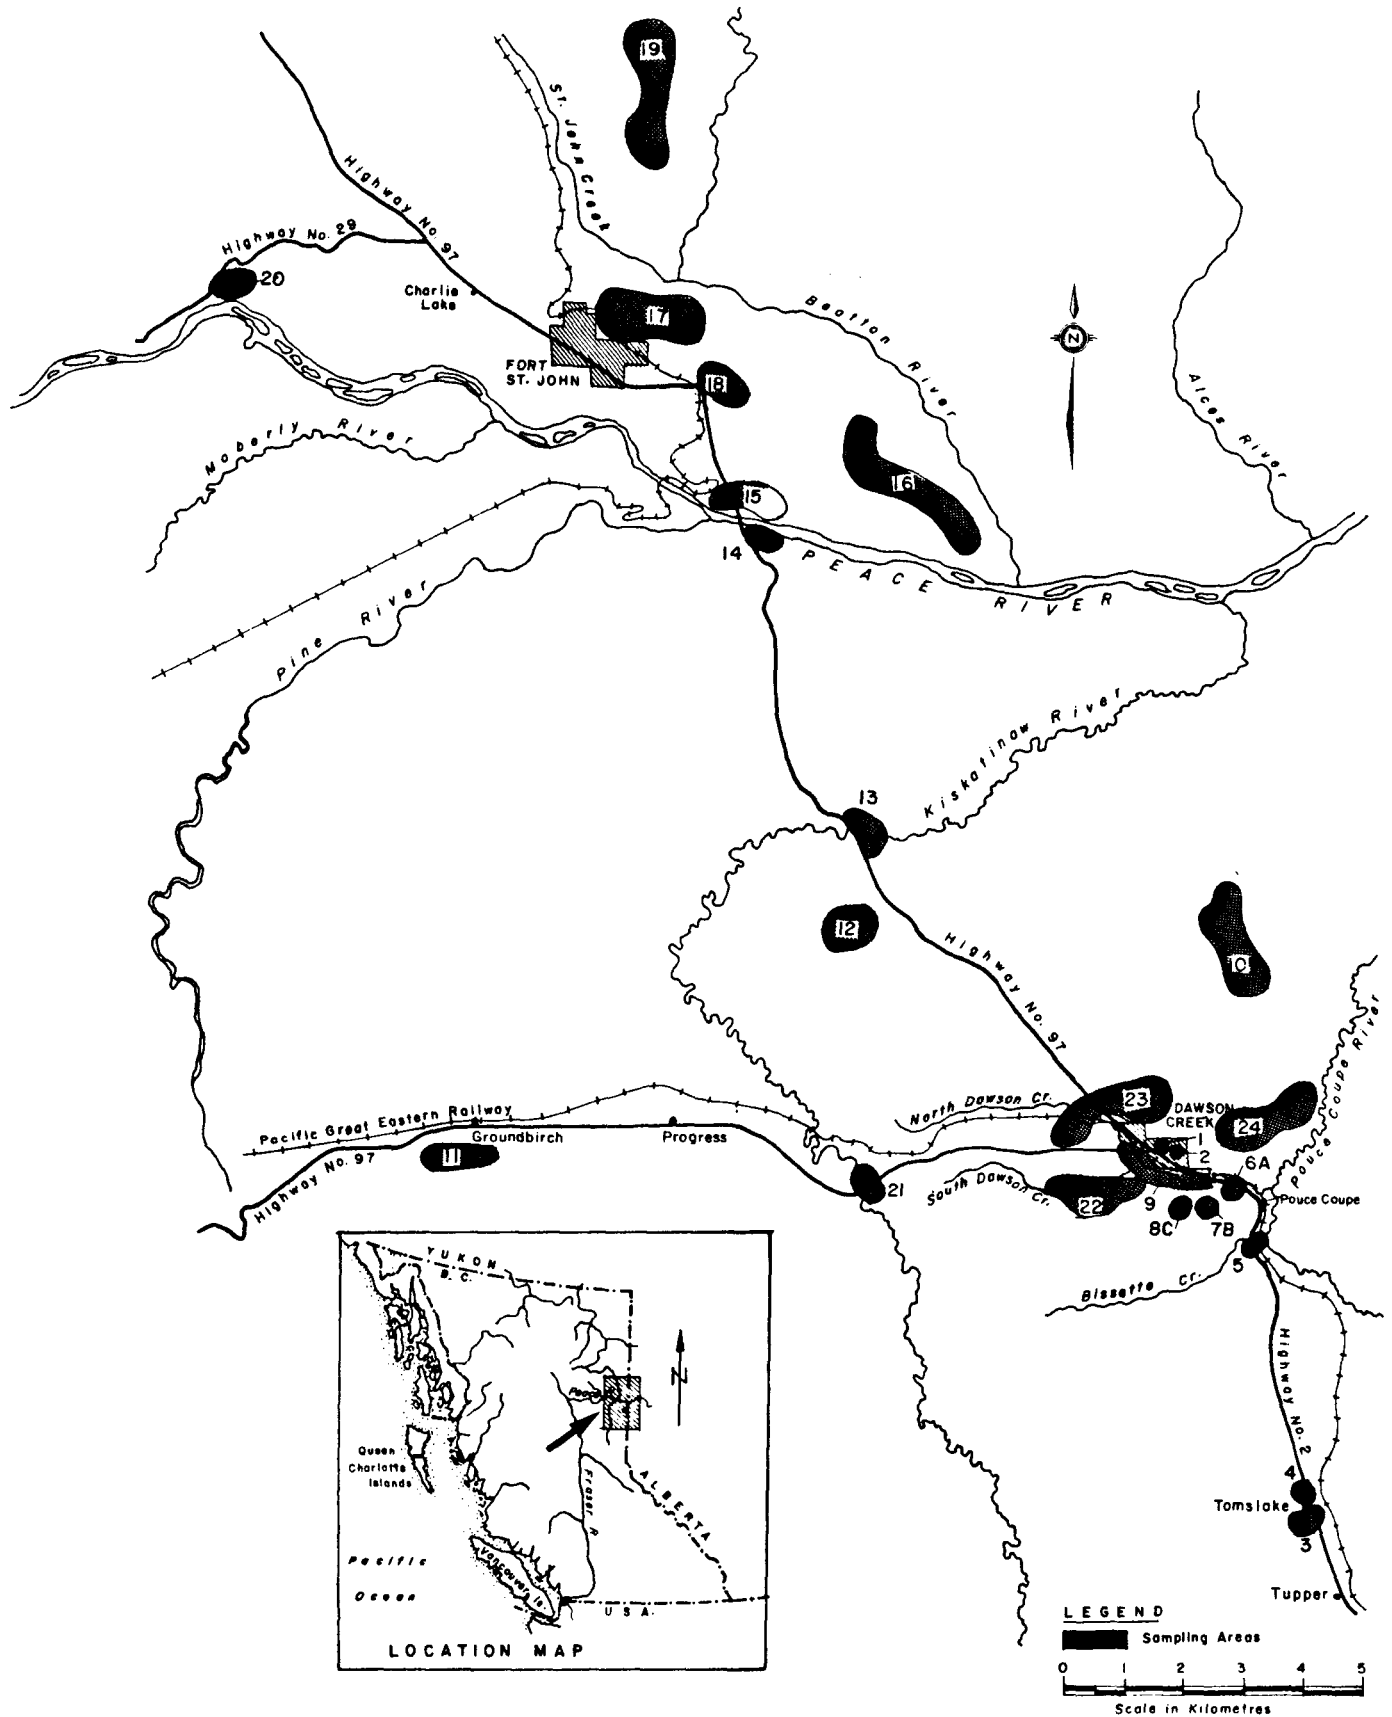 19
St. John Creek
Highway No. 97
Highway No. 29
20
Charlie
Lake
17
Beatton River
N
FORT
ST. JOHN
18
Alces River
Moberly River
16
15
14
PEACE RIVER
Pine River
Kiskatinaw River
13
12
Highway No. 97
10
Pouce Coupe River
North Dawson Cr.
23
DAWSON
CREEK
24
1
2
Pacific Great Eastern Railway
Groundbirch
Progress
11
Highway No. 97
21
South Dawson Cr.
22
9
6A
Pouce Coupe
8C
7B
5
Bissette Cr.
Highway No. 2
4
Tomslake
3
Tupper
YUKON
B.C.
N
Peace R.
Queen
Charlotte
Islands
Fraser R.
ALBERTA
Pacific
Ocean
Vancouver Is.
U.S.A.
LOCATION MAP
LEGEND
Sampling Areas
0 1 2 3 4 5
Scale in Kilometres